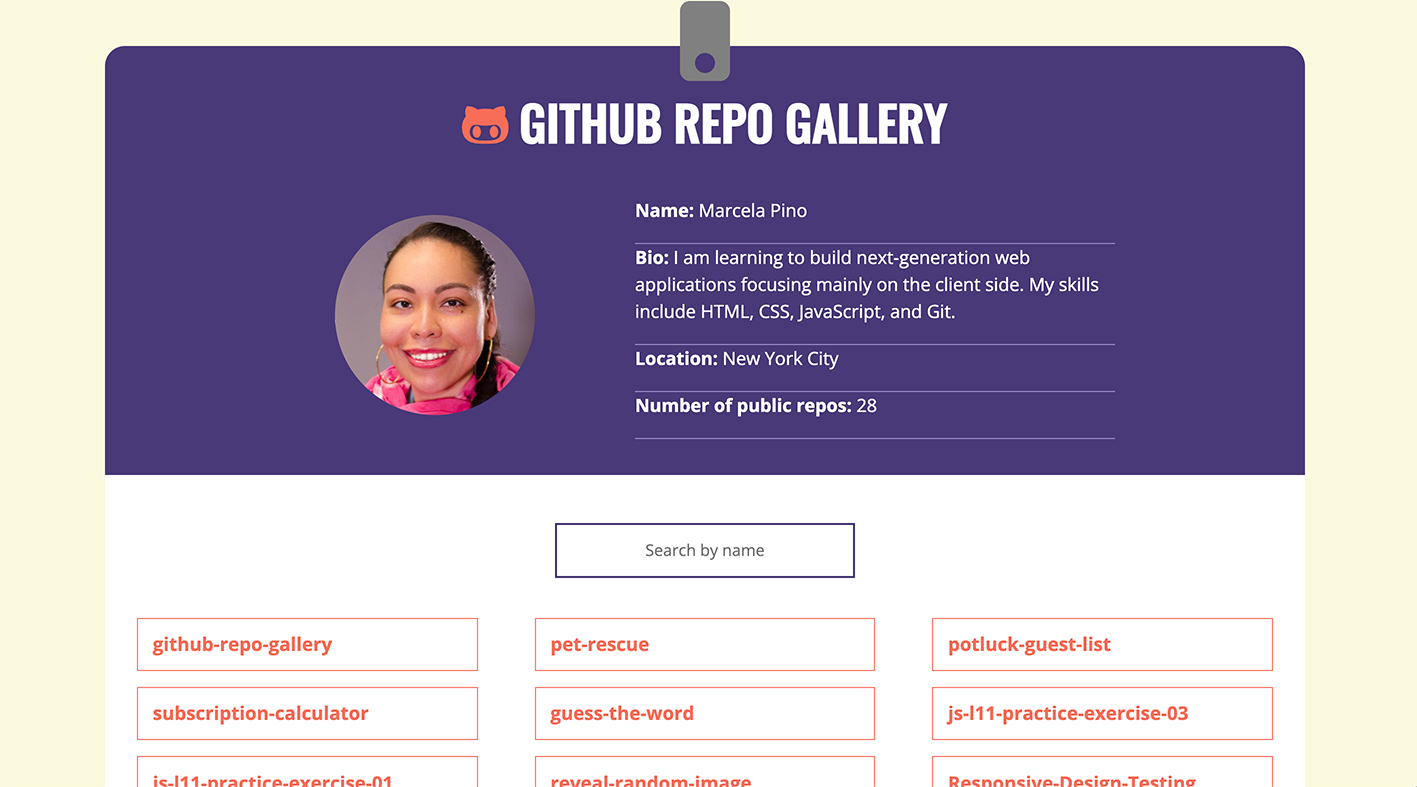 GITHUB REPO GALLERY
Name: Marcela Pino
Bio: I am learning to build next-generation web
applications focusing mainly on the client side. My skills
include HTML, CSS, JavaScript, and Git.
Location: New York City
Number of public repos: 28
Search by name
github-repo-gallery
pet-rescue
potluck-guest-list
subscription-calculator
guess-the-word
js-l11-practice-exercise-03
js-l11-practice-exercise-01
reveal-random-image
Responsive-Design-Testing